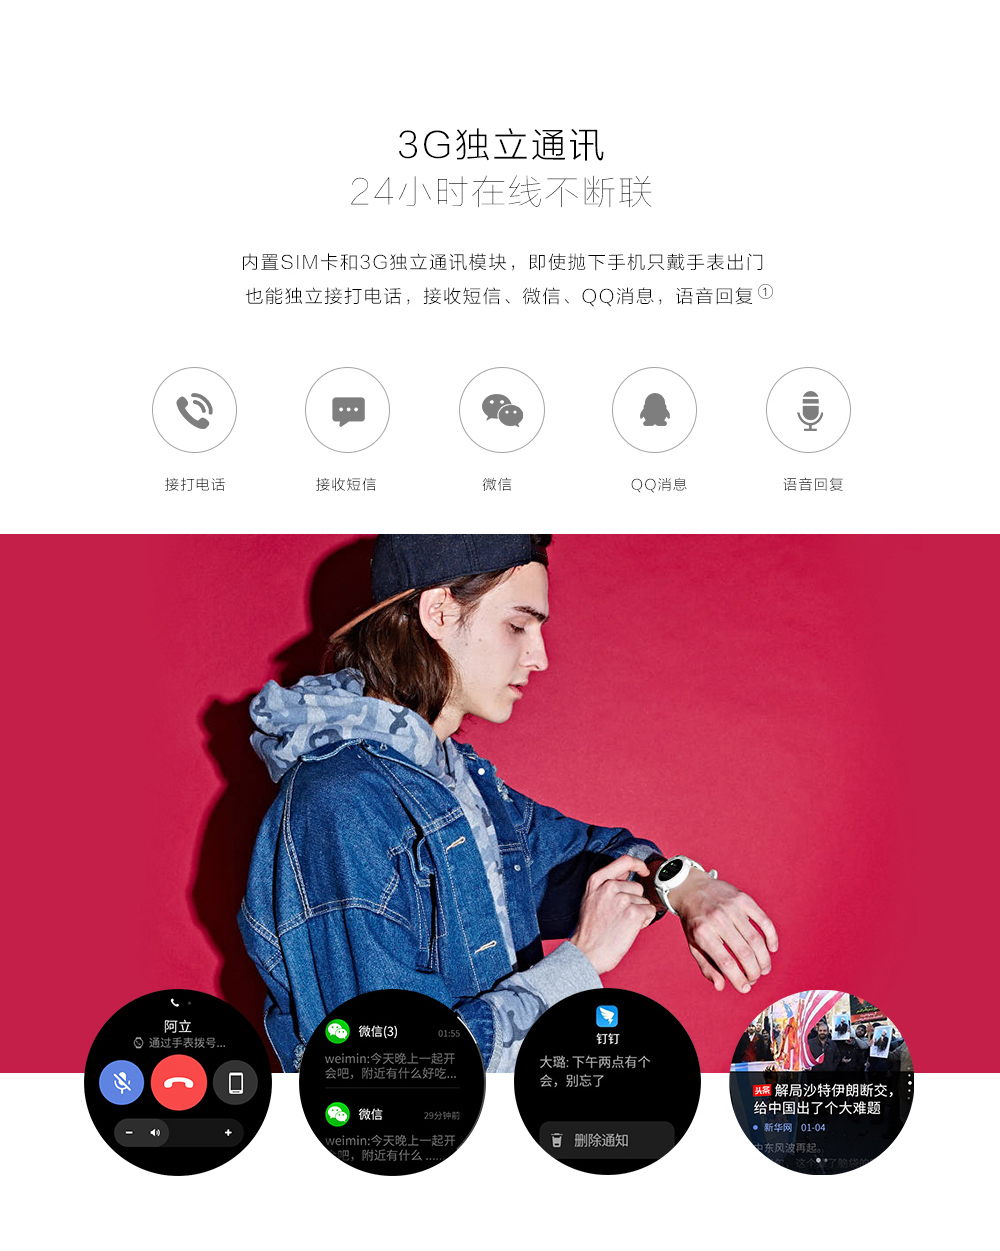 3G独立通讯
24小时在线不断联
内置SIM卡和3G独立通讯模块，即使抛下手机只戴手表出门
也能独立接打电话，接收短信、微信、QQ消息，语音回复①
接打电话
接收短信
微信
QQ消息
语音回复
阿立
通过手表拨号...
微信(3)
01:55
weimin:今天晚上一起开
会吧，附近有什么好吃...
微信
29分钟前
weimin:今天晚上一起开
吧，附近有什么 .....
钉钉
大璐: 下午两点有个
会，别忘了
删除通知
头条 解局沙特伊朗断交，
给中国出了个大难题
新华网 01-04
中东风波再起。